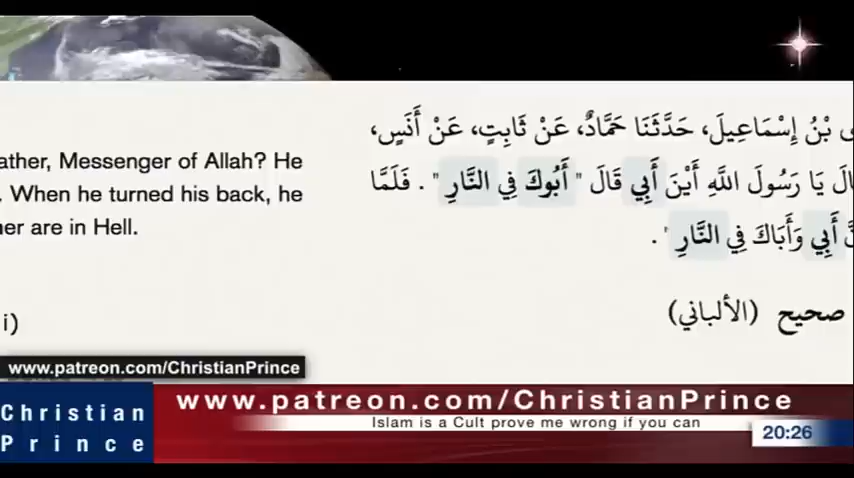 بْنُ إِسْمَاعِيلَ، حَدَّثَنَا حَمَّادٌ، عَنْ ثَابِتٍ، عَنْ أَنَسٍ،
يَا رَسُولَ اللَّهِ أَيْنَ أَبِي قَالَ " أَبُوكَ فِي النَّارِ " . فَلَمَّا
أَبِي وَأَبَاكَ فِي النَّارِ " .
صحيح (الألباني)
ather, Messenger of Allah? He
. When he turned his back, he
her are in Hell.
i)
www.patreon.com/ChristianPrince
Christian
Prince
www.patreon.com/ChristianPrince
Islam is a Cult prove me wrong if you can
20:26